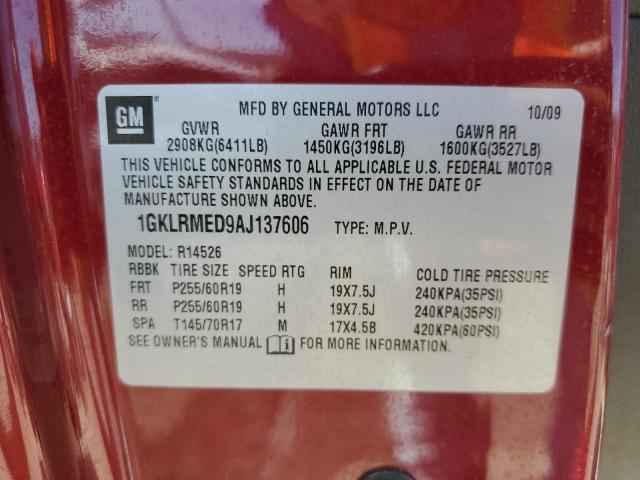 GM
MFD BY GENERAL MOTORS LLC 10/09
GVWR GAWR FRT GAWR RR
2908KG(6411LB) 1450KG(3196LB) 1600KG(3527LB)
THIS VEHICLE CONFORMS TO ALL APPLICABLE U.S. FEDERAL MOTOR
VEHICLE SAFETY STANDARDS IN EFFECT ON THE DATE OF
MANUFACTURE SHOWN ABOVE.
1GKLRMED9AJ137606 TYPE: M.P.V.
MODEL: R14526
RBBK TIRE SIZE SPEED RTG RIM COLD TIRE PRESSURE
FRT P255/60R19 H 19X7.5J 240KPA(35PSI)
RR P255/60R19 H 19X7.5J 240KPA(35PSI)
SPA T145/70R17 M 17X4.5B 420KPA(60PSI)
SEE OWNER'S MANUAL i FOR MORE INFORMATION.